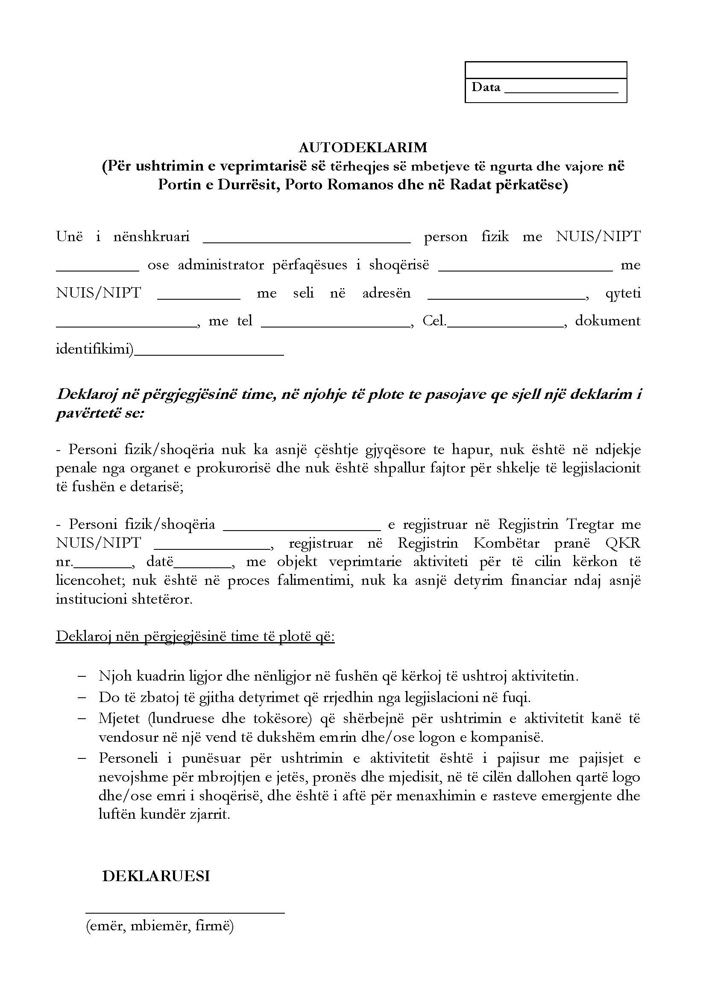 Data ___________________
AUTODEKLARIM
(Për ushtrimin e veprimtarisë së tërheqjes së mbetjeve të ngurta dhe vajore në
Portin e Durrësit, Porto Romanos dhe në Radat përkatëse)
Unë i nënshkruari _________________________ person fizik me NUIS/NIPT
__________ ose administrator përfaqësues i shoqërisë _____________________ me
NUIS/NIPT __________ me seli në adresën ___________________, qyteti
_________________, me tel __________________, Cel.______________, dokument
identifikimi)__________________
Deklaroj në përgjegjësinë time, në njohje të plote te pasojave qe sjell një deklarim i
pavërtetë se:
- Personi fizik/shoqëria nuk ka asnjë çështje gjyqësore te hapur, nuk është në ndjekje
penale nga organet e prokurorisë dhe nuk është shpallur fajtor për shkelje të legjislacionit
të fushën e detarisë;
- Personi fizik/shoqëria ___________________ e regjistruar në Regjistrin Tregtar me
NUIS/NIPT ______________, regjistruar në Regjistrin Kombëtar pranë QKR
nr._______, datë_______, me objekt veprimtarie aktiviteti për të cilin kërkon të
licencohet; nuk është në proces falimentimi, nuk ka asnjë detyrim financiar ndaj asnjë
institucioni shtetëror.
Deklaroj nën përgjegjësinë time të plotë që:
– Njoh kuadrin ligjor dhe nënligjor në fushën që kërkoj të ushtroj aktivitetin.
– Do të zbatoj të gjitha detyrimet që rrjedhin nga legjislacioni në fuqi.
– Mjetet (lundruese dhe tokësore) që shërbejnë për ushtrimin e aktivitetit kanë të
vendosur në një vend të dukshëm emrin dhe/ose logon e kompanisë.
– Personeli i punësuar për ushtrimin e aktivitetit është i pajisur me pajisjet e
nevojshme për mbrojtjen e jetës, pronës dhe mjedisit, në të cilën dallohen qartë logo
dhe/ose emri i shoqërisë, dhe është i aftë për menaxhimin e rasteve emergjente dhe
luftën kundër zjarrit.
DEKLARUESI
________________________
(emër, mbiemër, firmë)